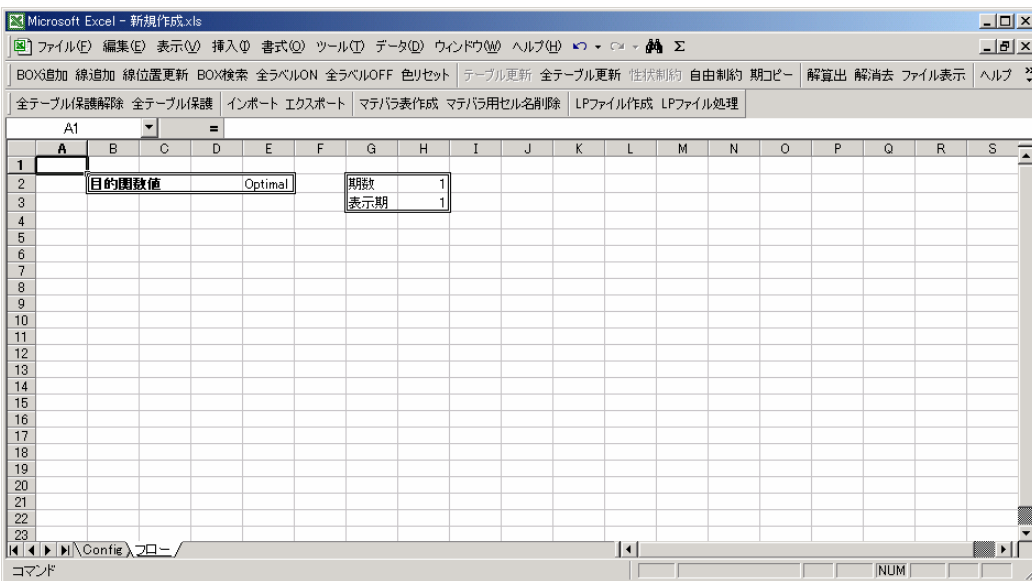 Microsoft Excel - 新規作成.xls
ファイル(F) 編集(E) 表示(V) 挿入(I) 書式(O) ツール(T) データ(D) ウィンドウ(W) ヘルプ(H) Σ
BOX追加 線追加 線位置更新 BOX検索 全ラベルON 全ラベルOFF 色リセット テーブル更新 全テーブル更新 性状制約 自由制約 期コピー 解算出 解消去 ファイル表示 ヘルプ
全テーブル保護解除 全テーブル保護 インポート エクスポート マテバラ表作成 マテバラ用セル名削除 LPファイル作成 LPファイル処理
A1 =
A B C D E F G H I J K L M N O P Q R S
1
2 目的関数値 Optimal 期数 1
3 表示期 1
4
5
6
7
8
9
10
11
12
13
14
15
16
17
18
19
20
21
22
23
Config フロー
コマンド NUM